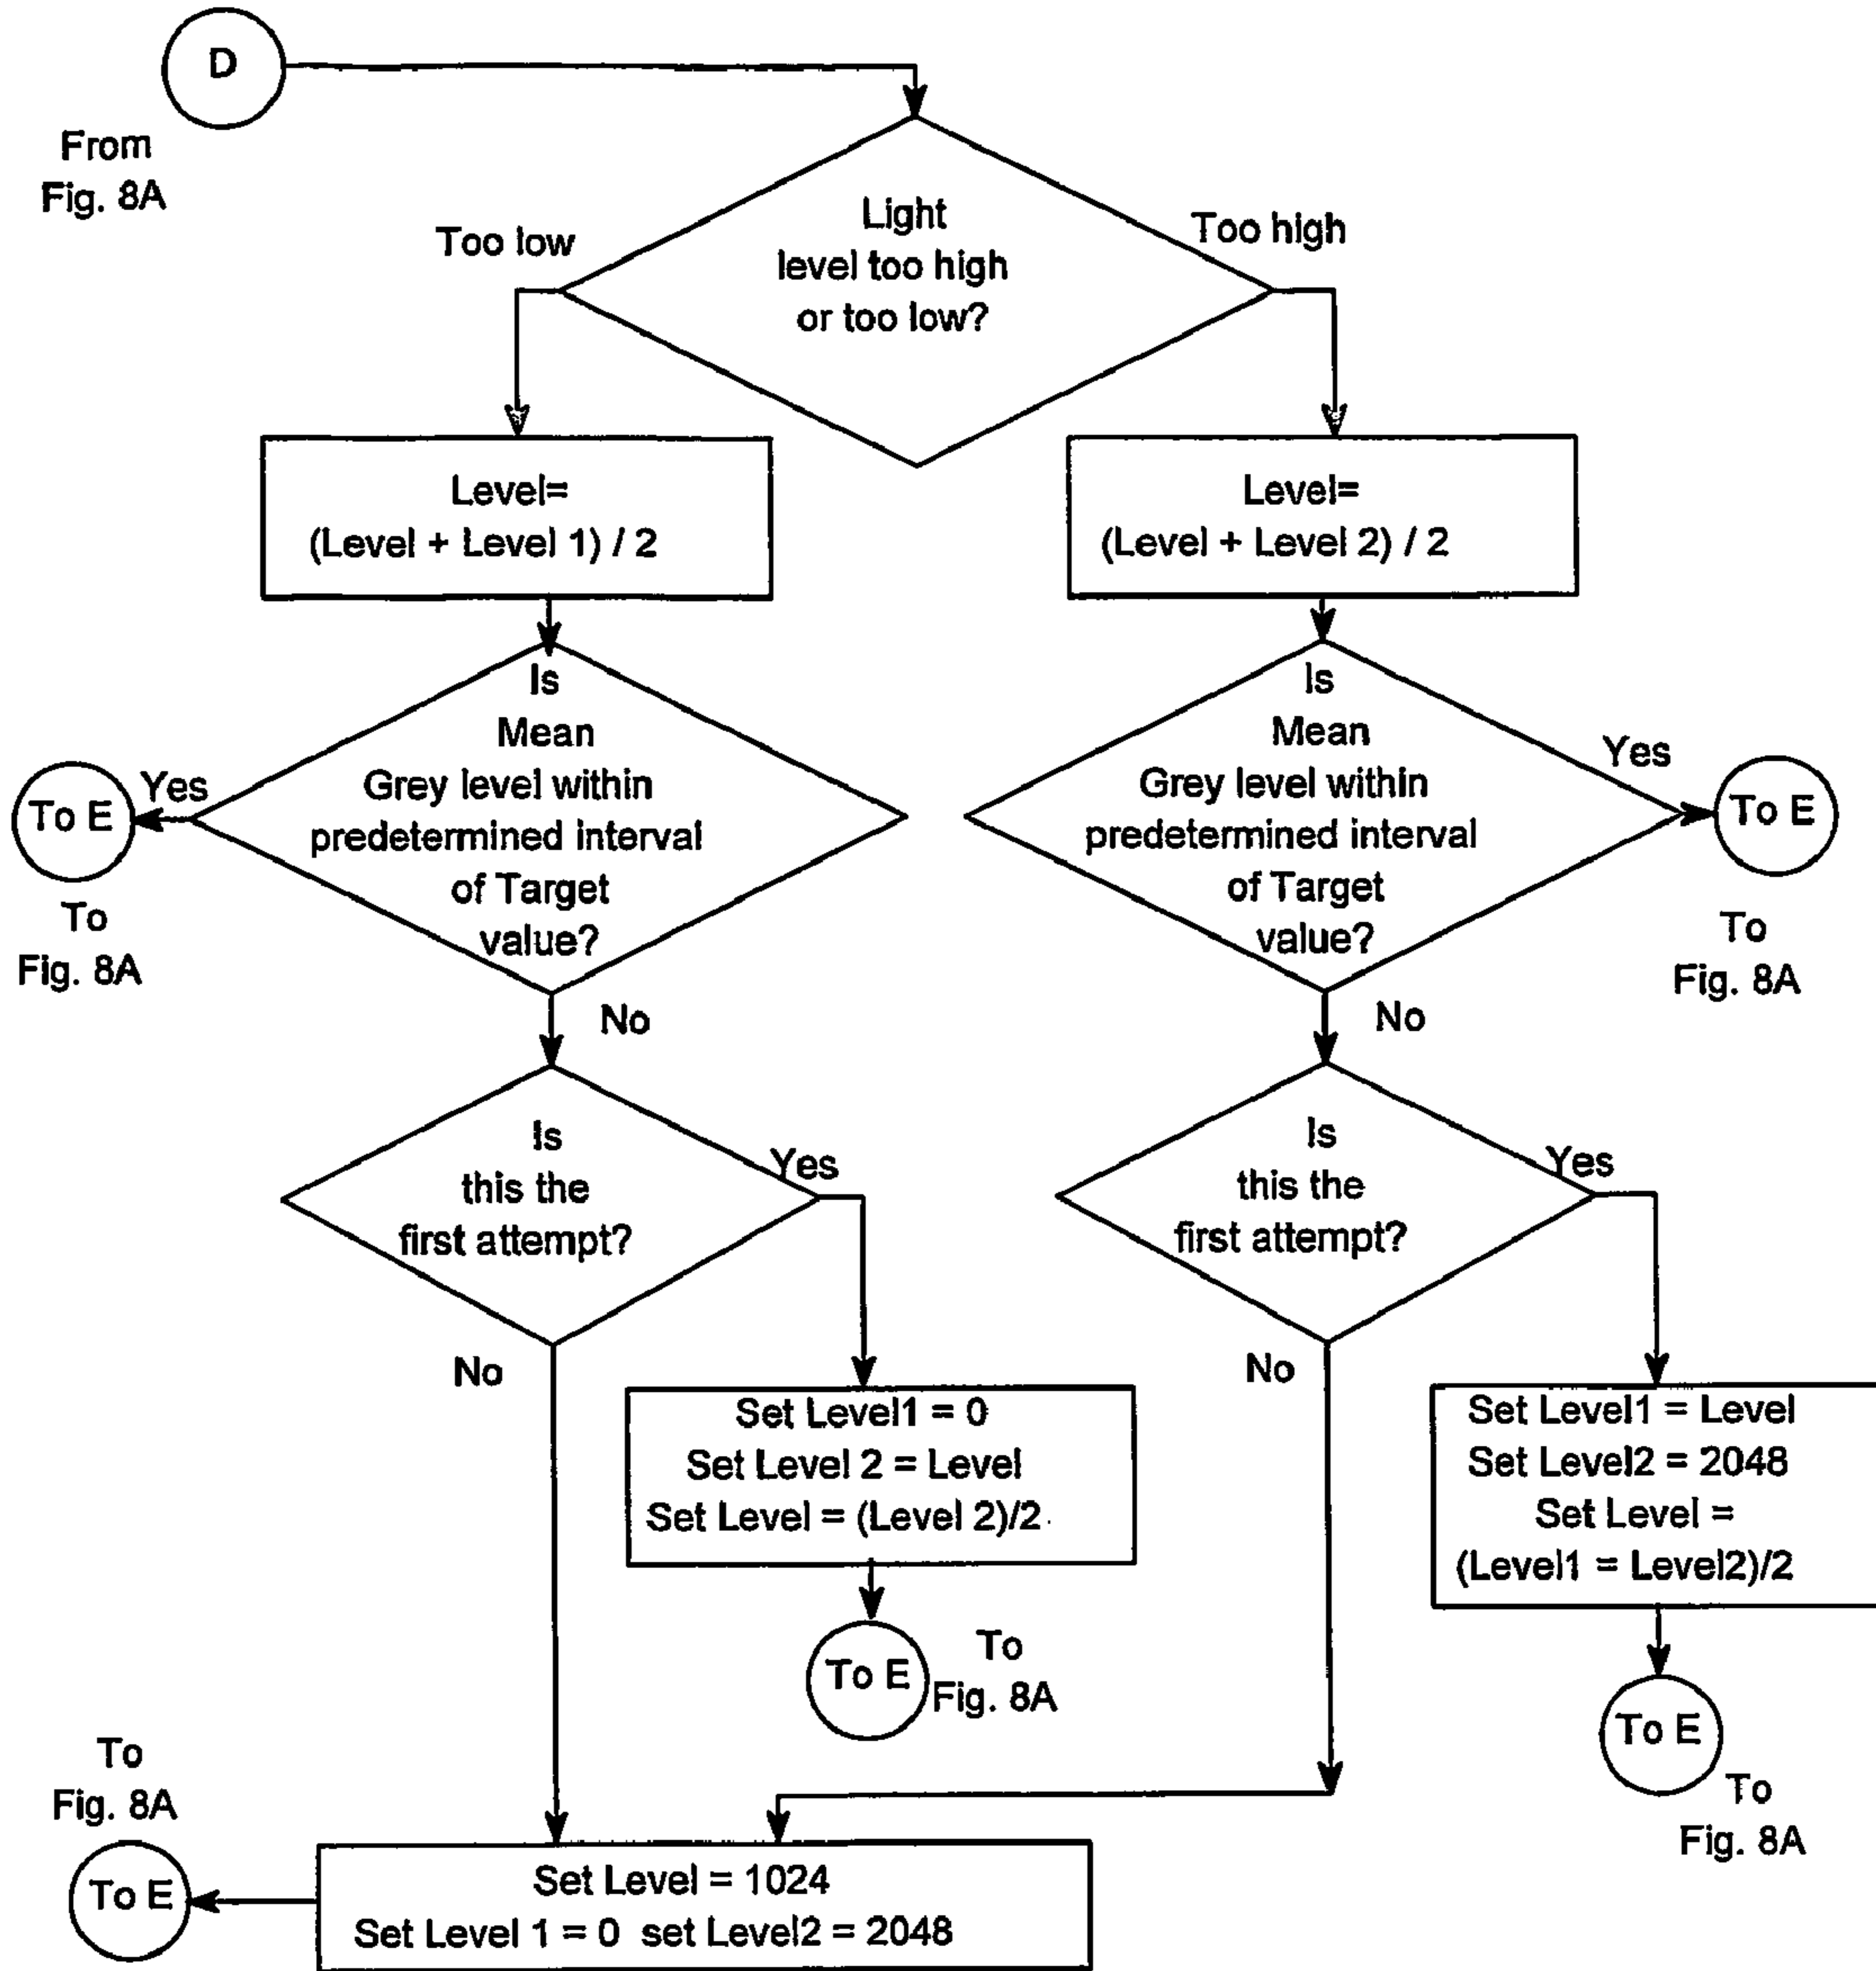 D
From
Fig. 8A
Light
level too high
or too low?
Too low
Too high
Level=
(Level + Level 1) / 2
Level=
(Level + Level 2) / 2
Is
Mean
Grey level within
predetermined interval
of Target
value?
Yes
To E
To
Fig. 8A
No
Is
Mean
Grey level within
predetermined interval
of Target
value?
Yes
To E
To
Fig. 8A
No
Is
this the
first attempt?
Yes
No
Is
this the
first attempt?
Yes
No
Set Level1 = 0
Set Level 2 = Level
Set Level = (Level 2)/2
To E
To
Fig. 8A
Set Level1 = Level
Set Level2 = 2048
Set Level =
(Level1 = Level2)/2
To E
To
Fig. 8A
To
Fig. 8A
To E
Set Level = 1024
Set Level 1 = 0 set Level2 = 2048